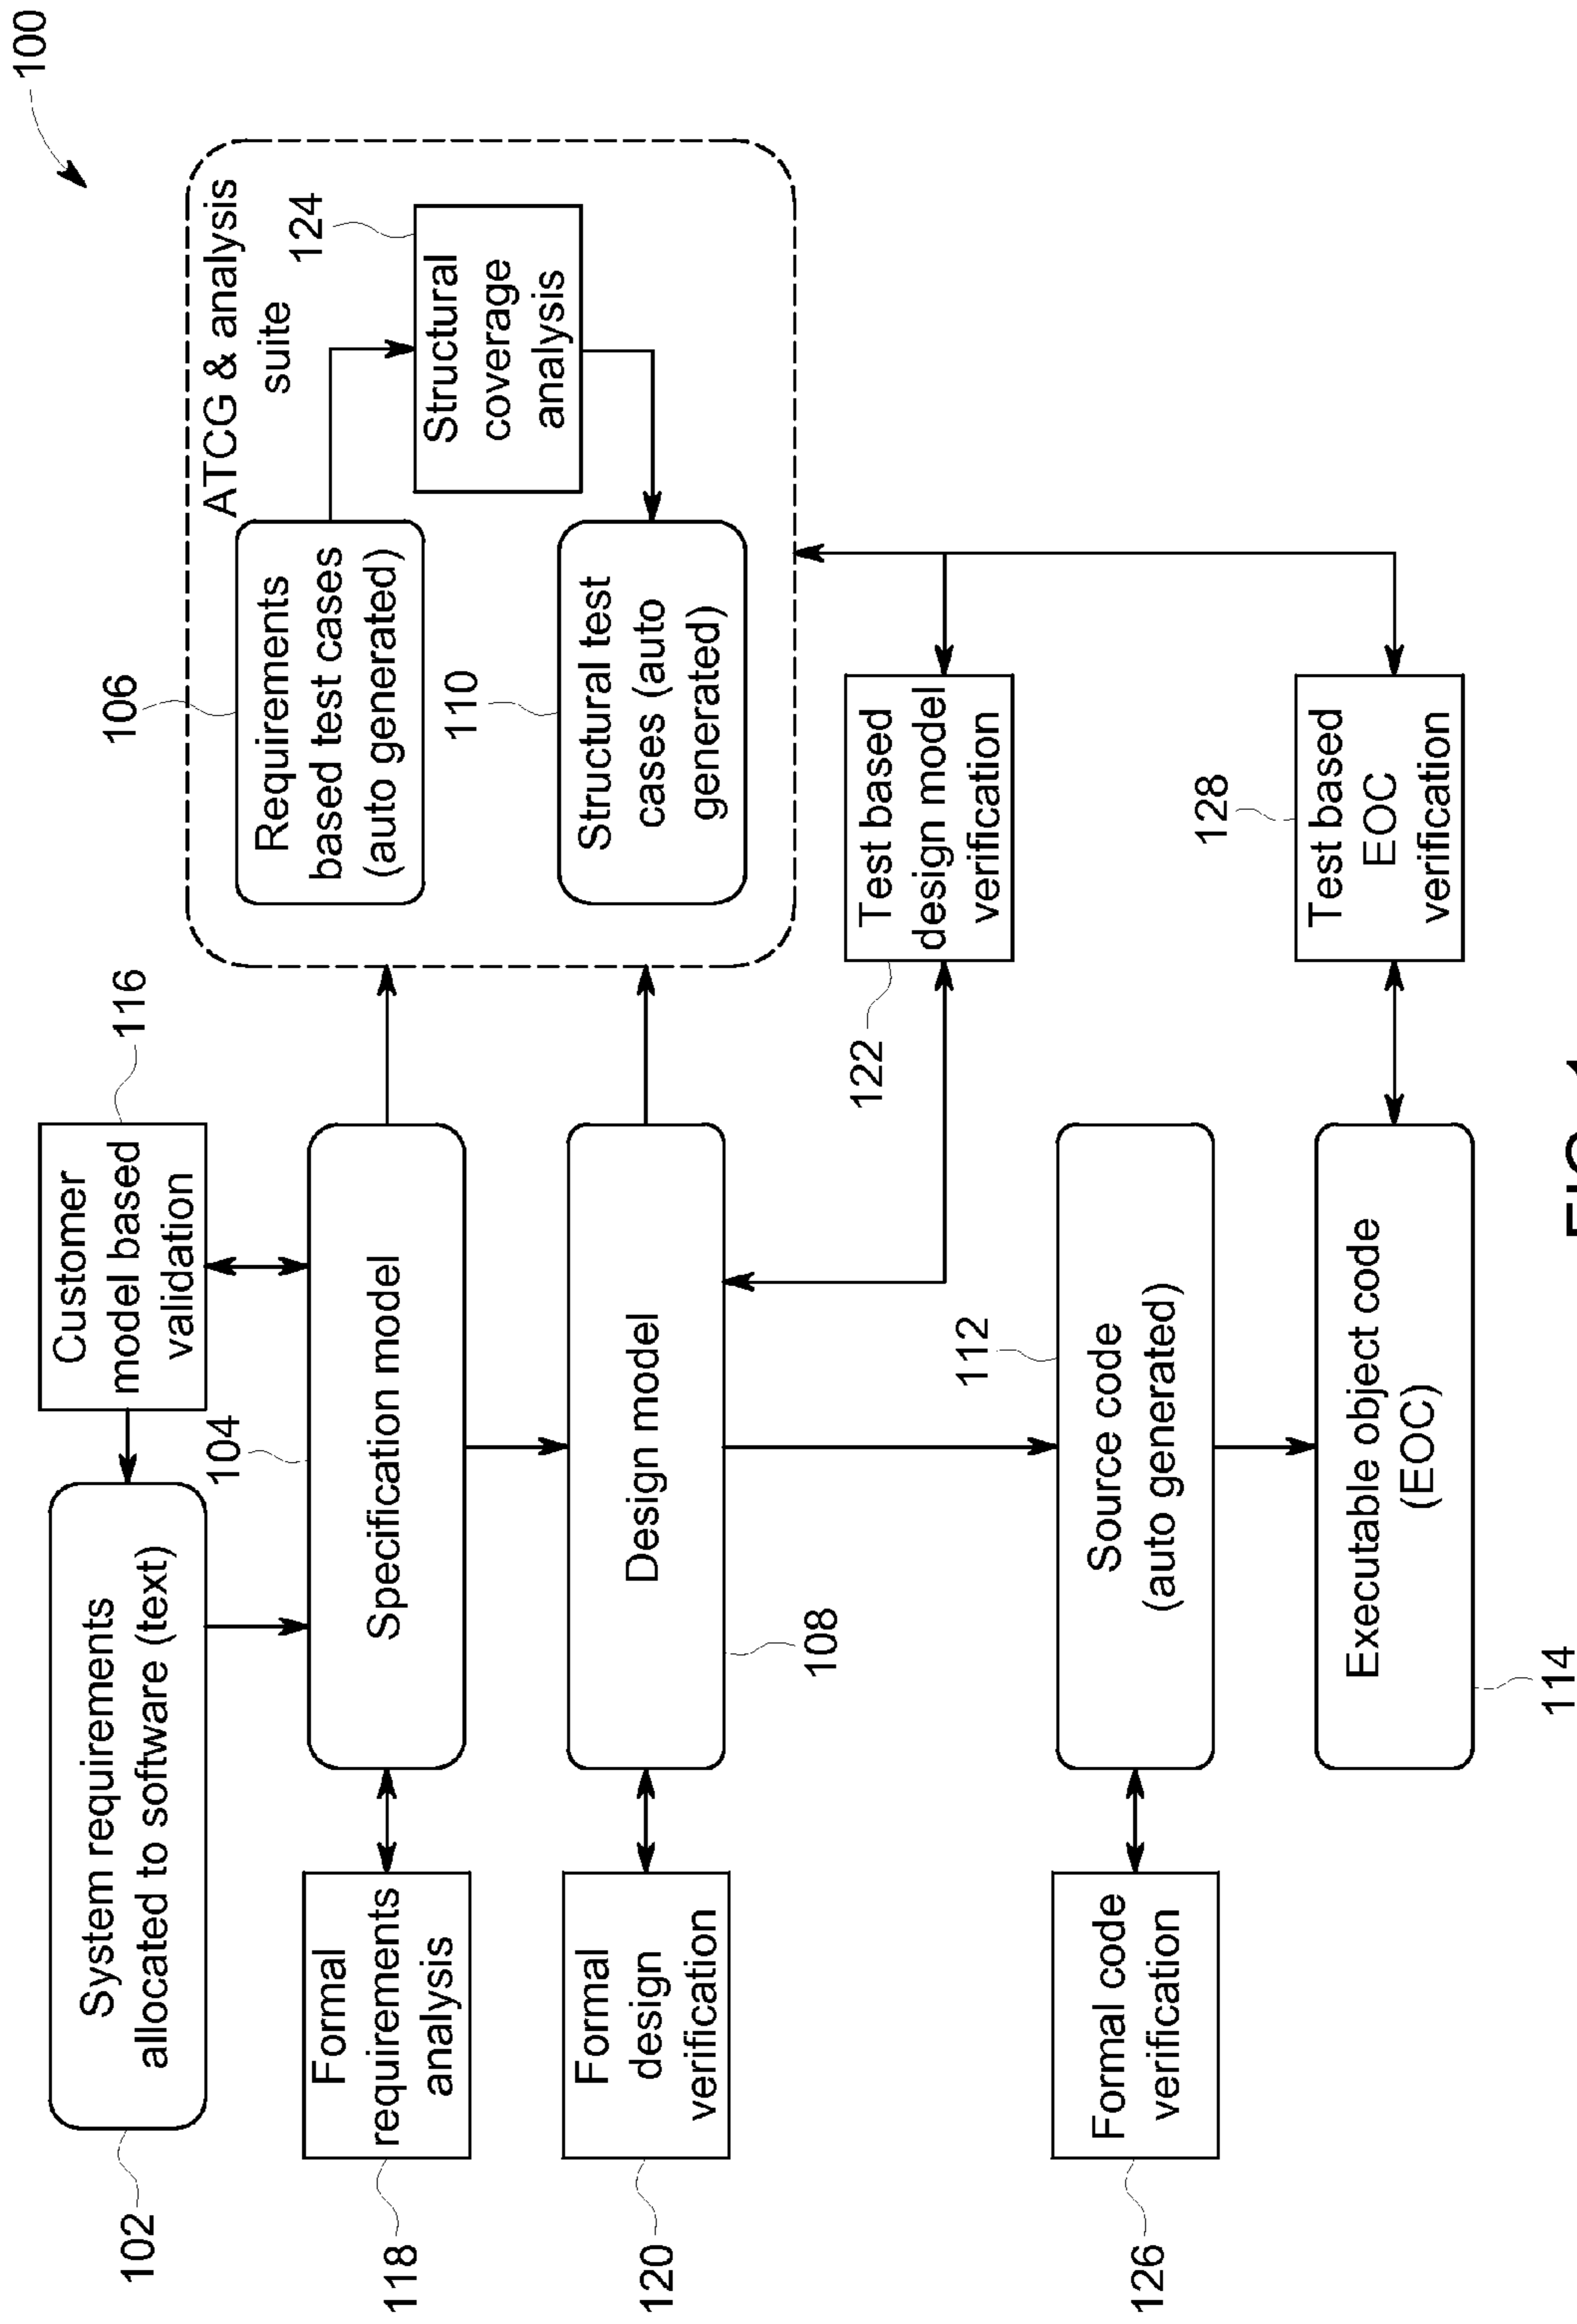 100
102
System requirements
allocated to software (text)
Customer
model based
validation
116
104
118
Formal
requirements
analysis
Specification model
ATCG & analysis
suite
106
Requirements
based test cases
(auto generated)
124
Structural
coverage
analysis
110
Structural test
cases (auto
generated)
120
Formal
design
verification
Design model
108
122
Test based
design model
verification
126
Formal code
verification
112
Source code
(auto generated)
128
Test based
EOC
verification
Executable object code
(EOC)
114